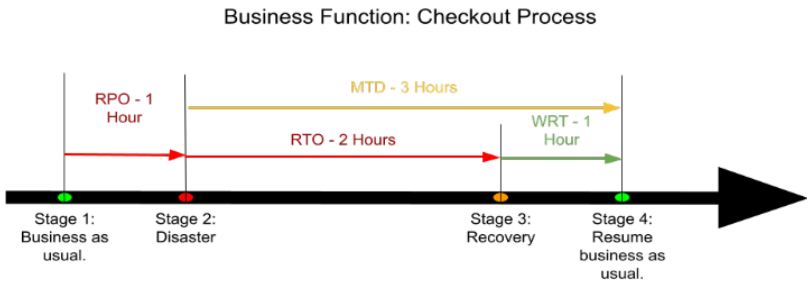 Business Function: Checkout Process
RPO - 1
Hour
MTD - 3 Hours
RTO - 2 Hours
WRT - 1
Hour
Stage 1:
Business as
usual.
Stage 2:
Disaster
Stage 3:
Recovery
Stage 4:
Resume
business as
usual.